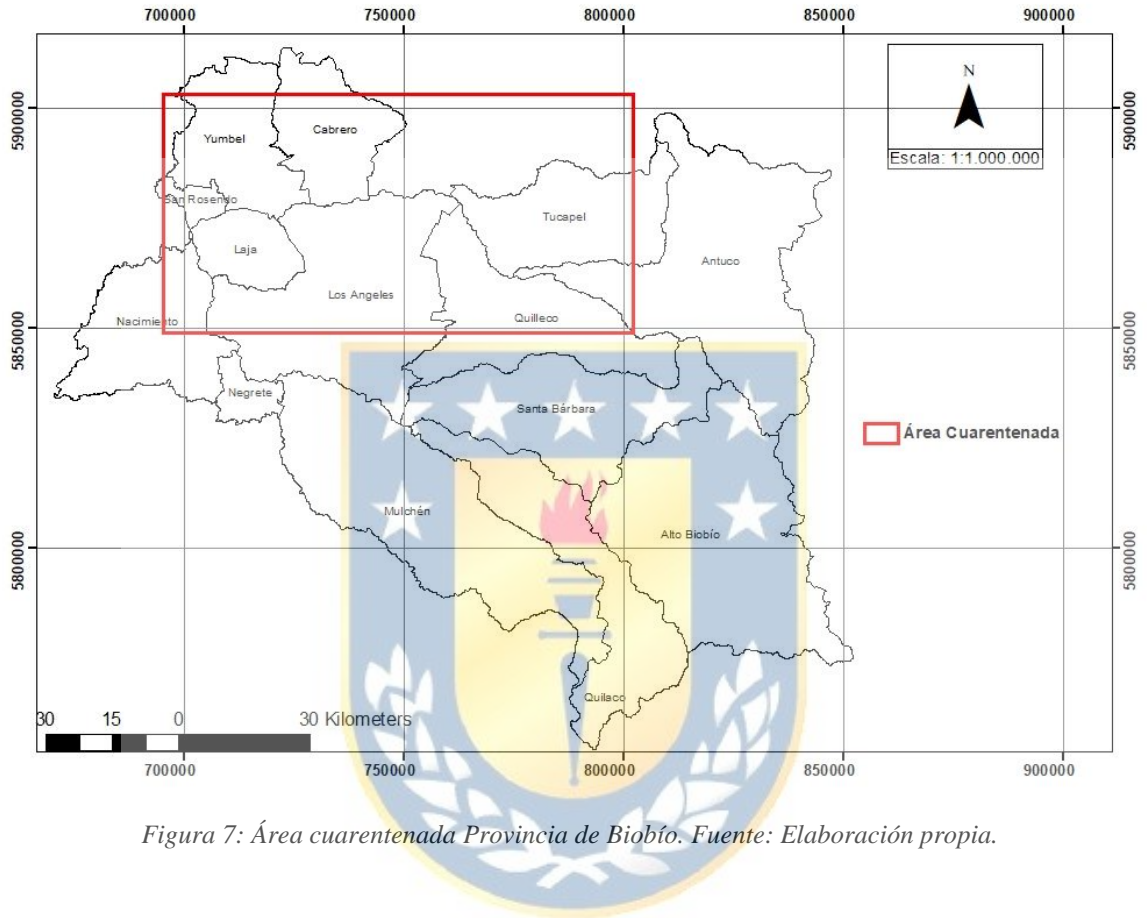 700000 750000 800000 850000 900000
N
Escala: 1:1.000.000
5900000 5900000
Cabrero
Yumbel
San Rosendo
Tucapel
Laja
Antuco
Los Angeles
Quilleco
Nacimiento
5850000 5850000
Negrete
Santa Bárbara
Área Cuarentenada
Mulchén
Alto Biobío
5800000 5800000
Quilaco
30 15 0 30 Kilometers
700000 750000 800000 850000 900000
Figura 7: Área cuarentenada Provincia de Biobío. Fuente: Elaboración propia.